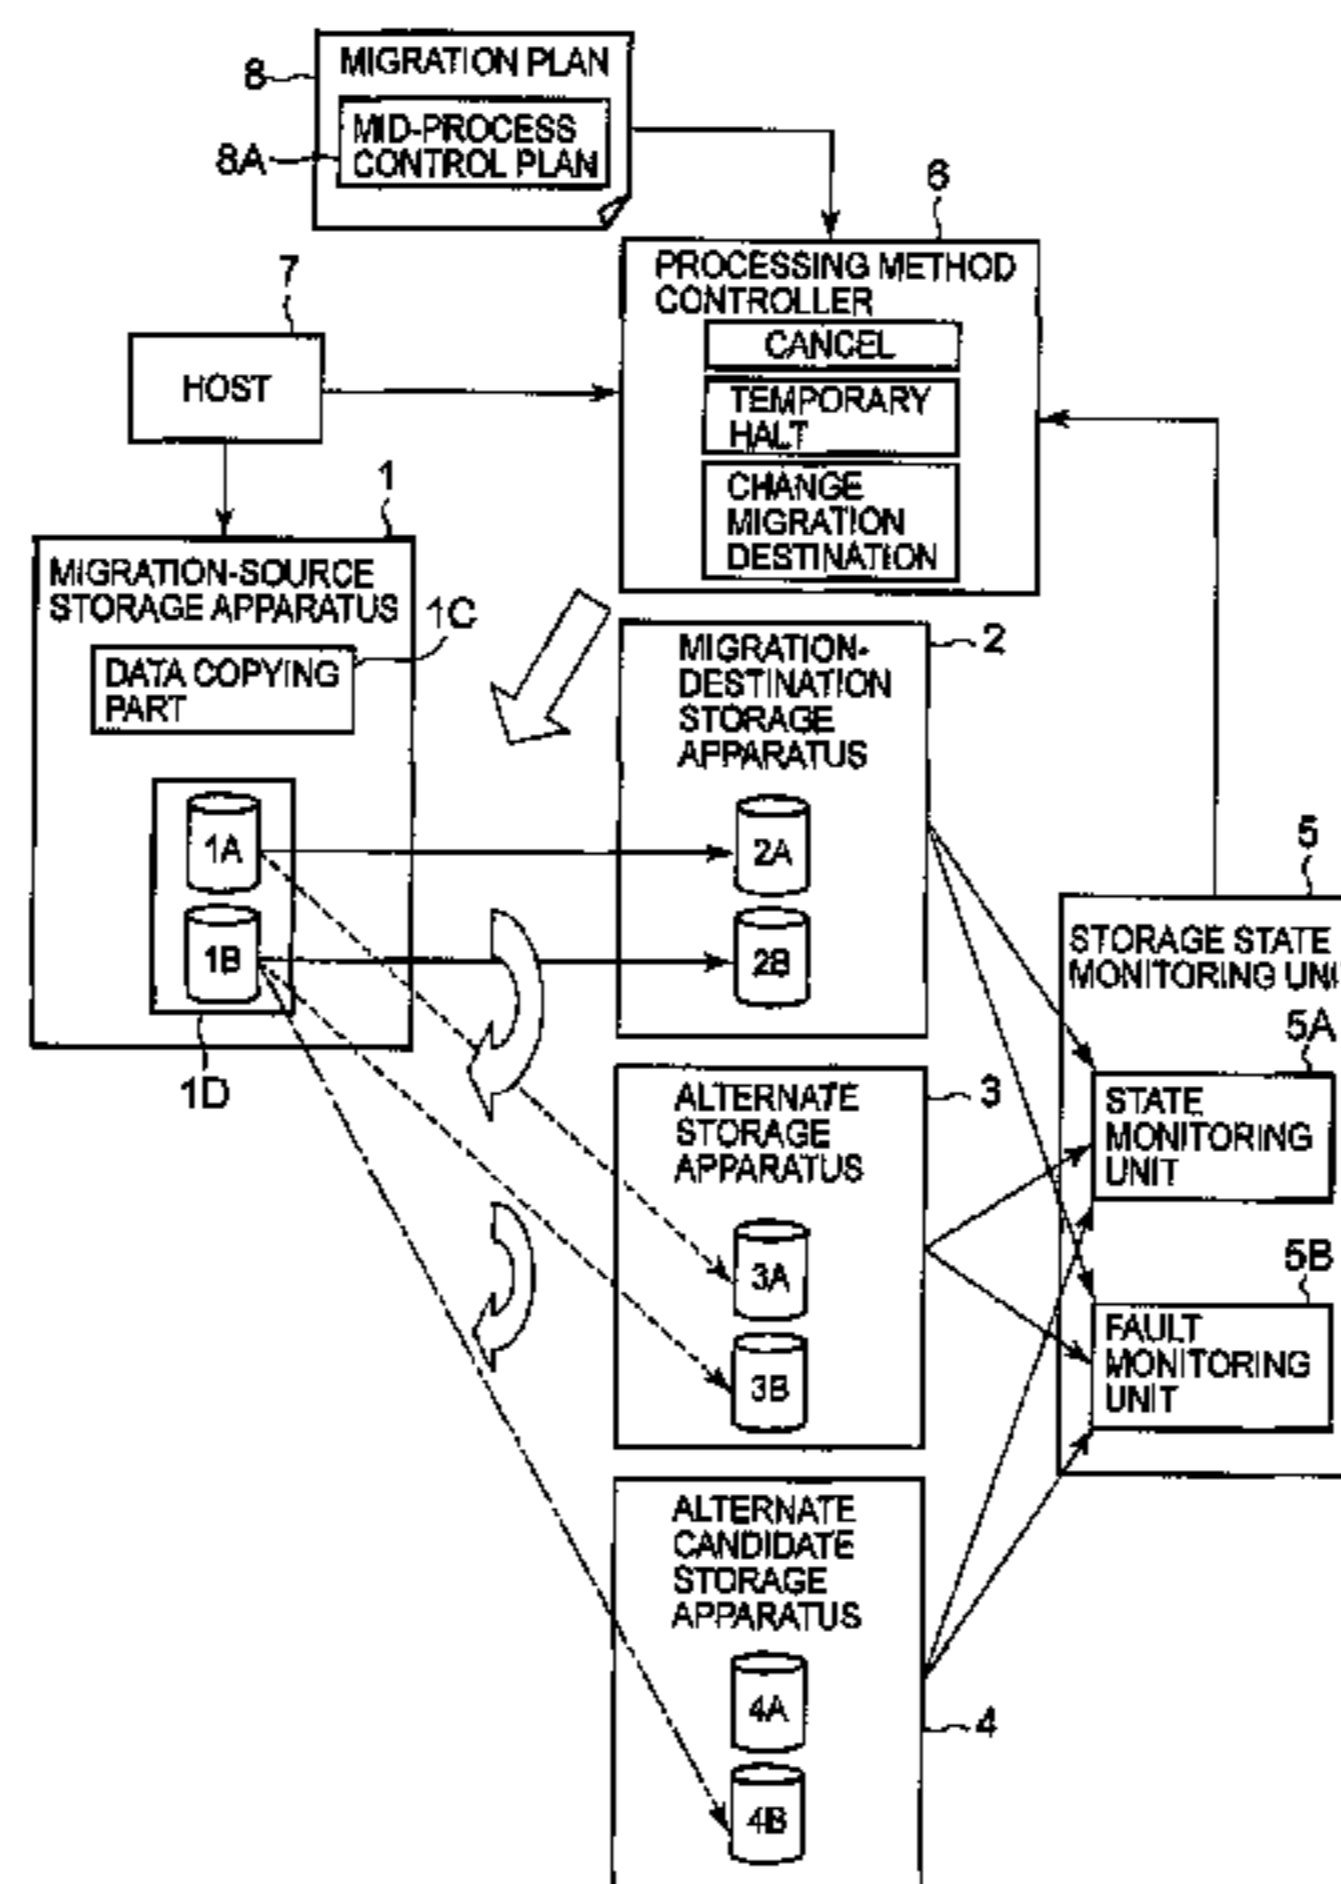 8
MIGRATION PLAN
8A
MID-PROCESS
CONTROL PLAN
6
PROCESSING METHOD
CONTROLLER
CANCEL
TEMPORARY
HALT
CHANGE
MIGRATION
DESTINATION
7
HOST
1
MIGRATION-SOURCE
STORAGE APPARATUS
1C
DATA COPYING
PART
1A
1B
1D
2
MIGRATION-
DESTINATION
STORAGE
APPARATUS
2A
2B
3
ALTERNATE
STORAGE
APPARATUS
3A
3B
4
ALTERNATE
CANDIDATE
STORAGE
APPARATUS
4A
4B
5
STORAGE STATE
MONITORING UNI
5A
STATE
MONITORING
UNIT
5B
FAULT
MONITORING
UNIT